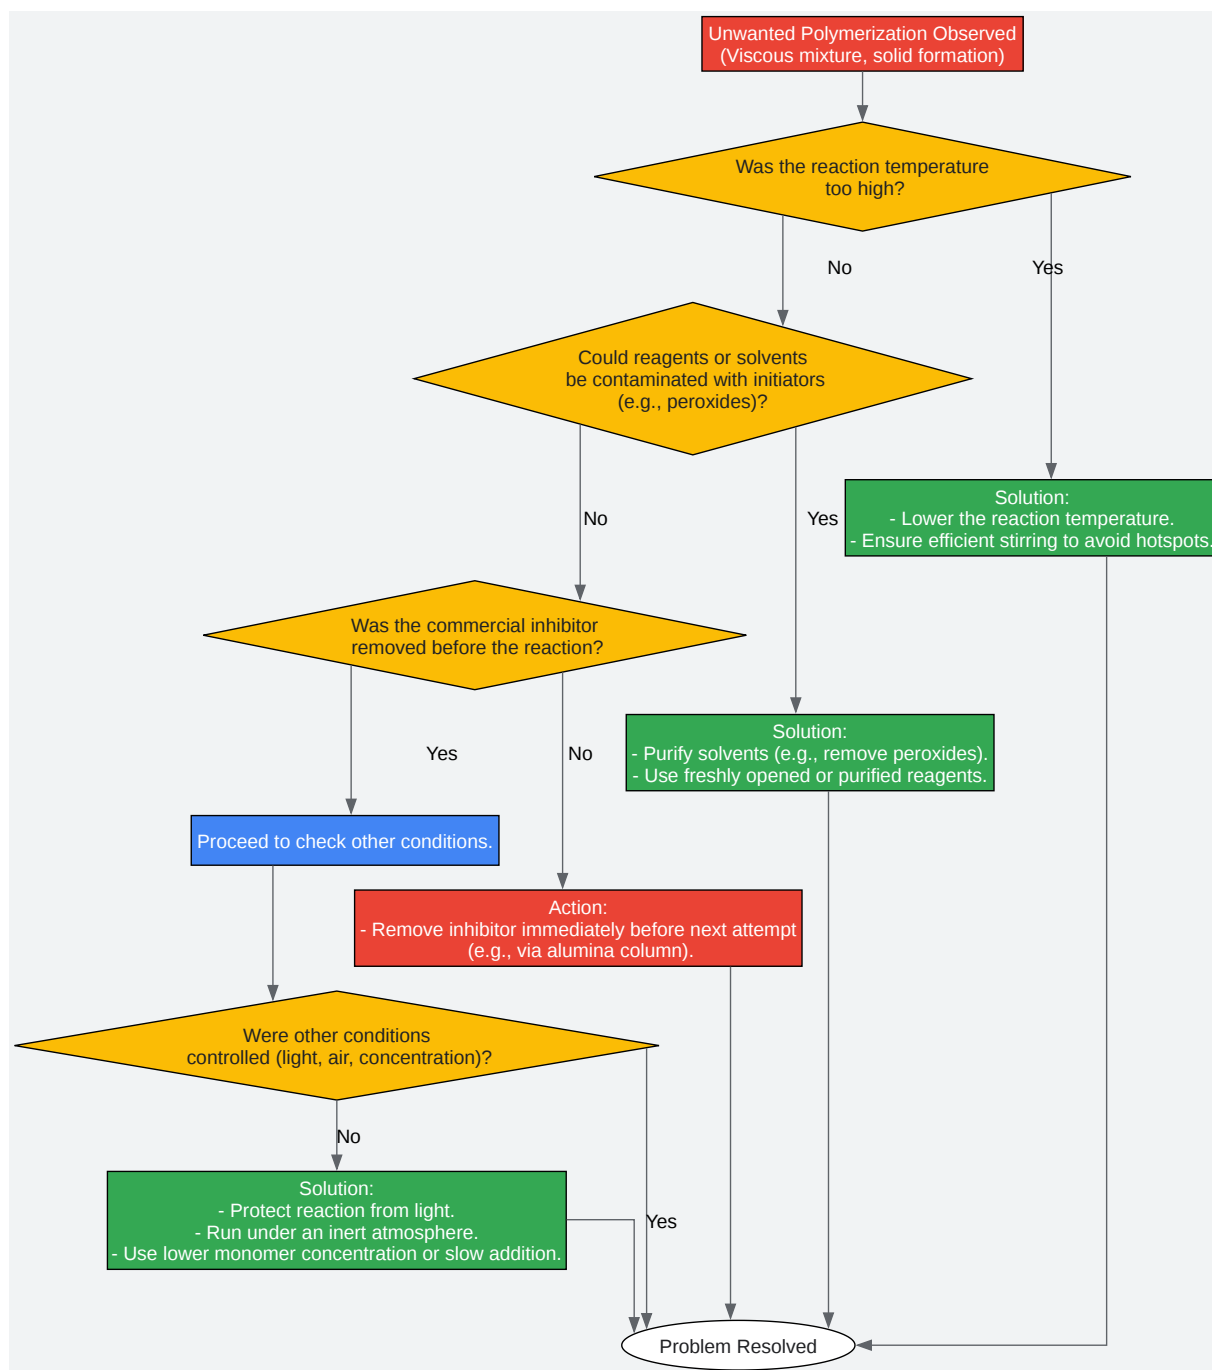 Unwanted Polymerization Observed
(Viscous mixture, solid formation)
Was the reaction temperature
too high?
No
Yes
Could reagents or solvents
be contaminated with initiators
(e.g., peroxides)?
Solution:
- Lower the reaction temperature.
- Ensure efficient stirring to avoid hotspots.
No
Yes
Was the commercial inhibitor
removed before the reaction?
Solution:
- Purify solvents (e.g., remove peroxides).
- Use freshly opened or purified reagents.
Yes
No
Proceed to check other conditions.
Action:
- Remove inhibitor immediately before next attempt
(e.g., via alumina column).
Were other conditions
controlled (light, air, concentration)?
No
Solution:
- Protect reaction from light.
- Run under an inert atmosphere.
- Use lower monomer concentration or slow addition.
Yes
Problem Resolved